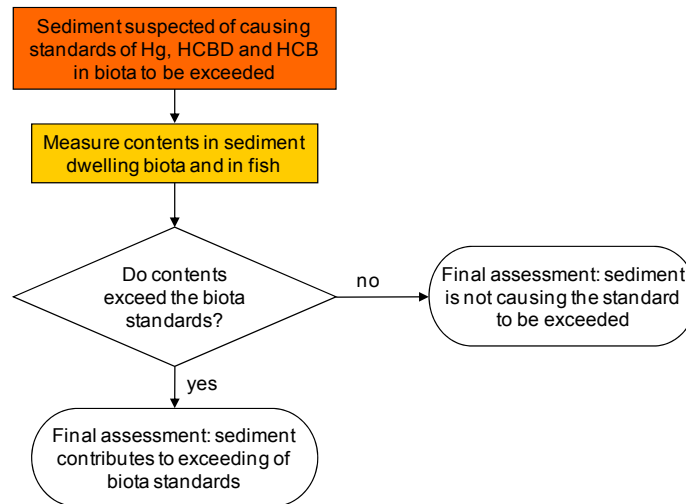 Sediment suspected of causing
standards of Hg, HCBD and HCB
in biota to be exceeded
Measure contents in sediment
dwelling biota and in fish
Do contents
exceed the biota
standards?
no
Final assessment: sediment
is not causing the standard
to be exceeded
yes
Final assessment: sediment
contributes to exceeding of
biota standards